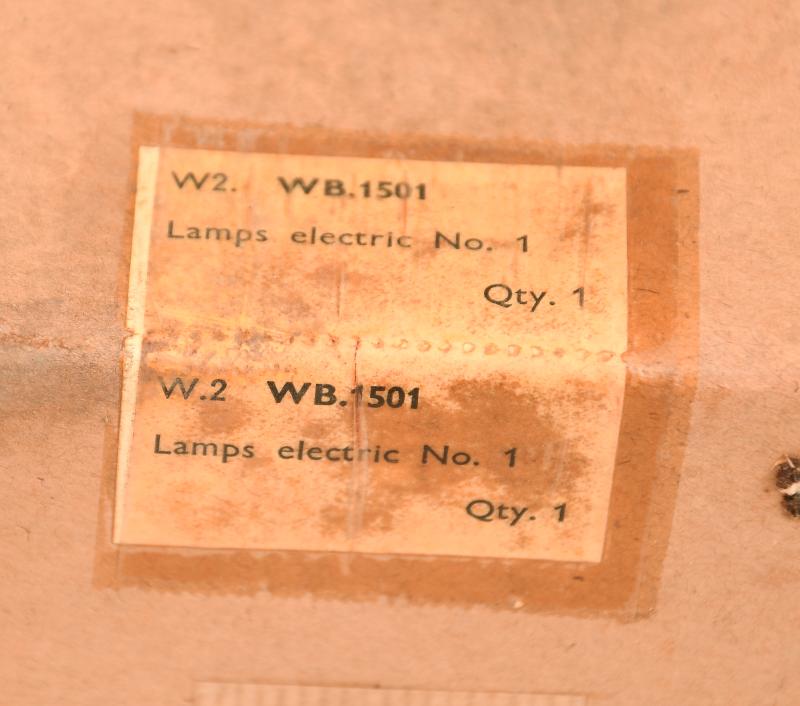 W2. WB.1501
Lamps electric No. 1
Qty. 1
W.2 WB.1501
Lamps electric No. 1
Qty. 1